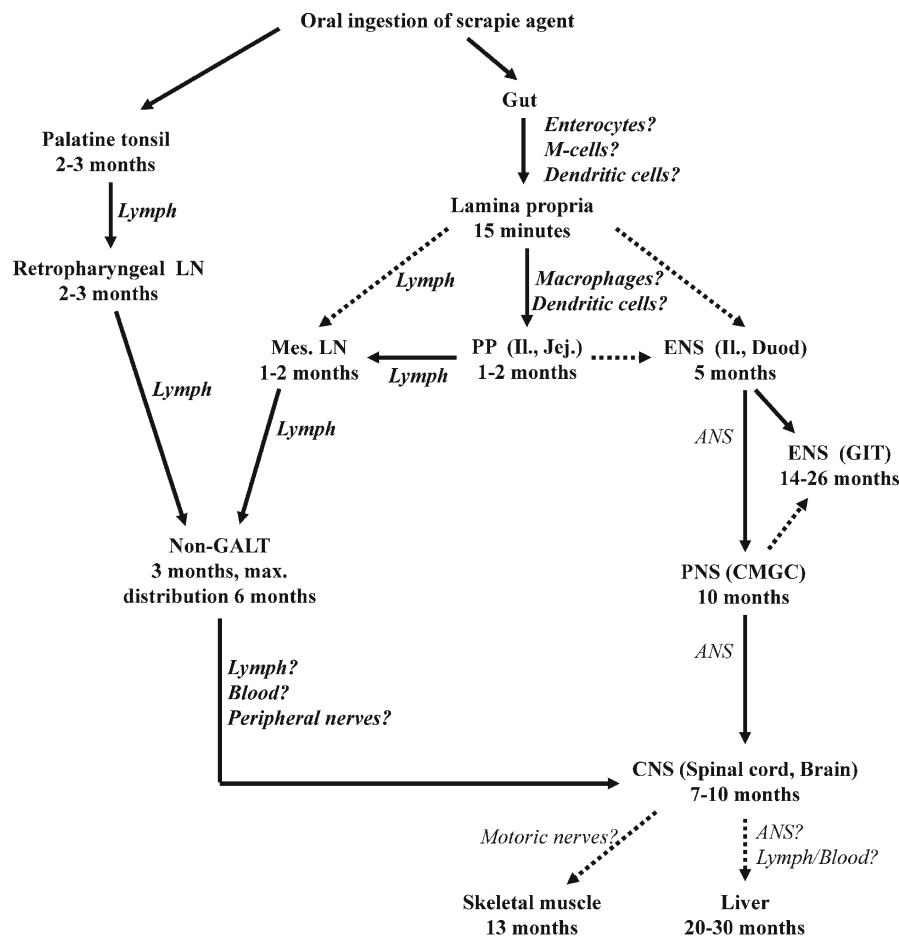 Oral ingestion of scrapie agent
Gut
Enterocytes?
M-cells?
Dendritic cells?
Palatine tonsil
2-3 months
Lymph
Retropharyngeal LN
2-3 months
Lamina propria
15 minutes
Lymph
Macrophages?
Dendritic cells?
Mes. LN
1-2 months
Lymph
PP (Il., Jej.)
1-2 months
ENS (Il., Duod)
5 months
Lymph
Lymph
ANS
ENS (GIT)
14-26 months
Non-GALT
3 months, max.
distribution 6 months
PNS (CMGC)
10 months
ANS
Lymph?
Blood?
Peripheral nerves?
CNS (Spinal cord, Brain)
7-10 months
Motoric nerves?
ANS?
Lymph/Blood?
Skeletal muscle
13 months
Liver
20-30 months